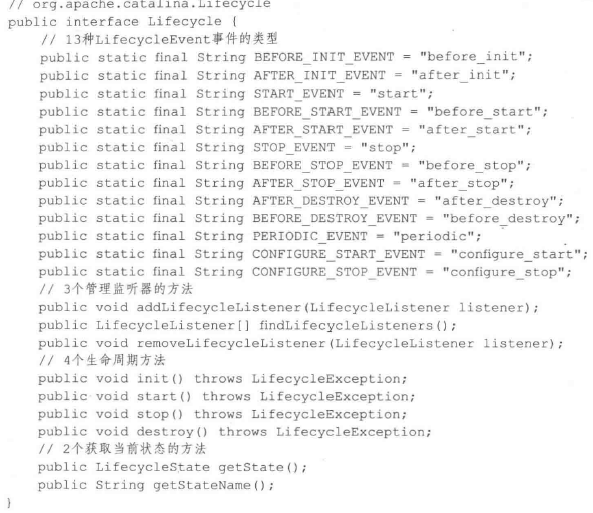 // org.apache.catalina.Lifecycle
public interface Lifecycle {
// 13种LifecycleEvent事件的类型
public static final String BEFORE_INIT_EVENT = "before_init";
public static final String AFTER_INIT_EVENT = "after_init";
public static final String START_EVENT = "start";
public static final String BEFORE_START_EVENT = "before_start";
public static final String AFTER_START_EVENT = "after_start";
public static final String STOP_EVENT = "stop";
public static final String BEFORE_STOP_EVENT = "before_stop";
public static final String AFTER_STOP_EVENT = "after_stop";
public static final String AFTER_DESTROY_EVENT = "after_destroy";
public static final String BEFORE_DESTROY_EVENT = "before_destroy";
public static final String PERIODIC_EVENT = "periodic";
public static final String CONFIGURE_START_EVENT = "configure_start";
public static final String CONFIGURE_STOP_EVENT = "configure_stop";
// 3个管理监听器的方法
public void addLifecycleListener(LifecycleListener listener);
public LifecycleListener[] findLifecycleListeners();
public void removeLifecycleListener(LifecycleListener listener);
// 4个生命周期方法
public void init() throws LifecycleException;
public void start() throws LifecycleException;
public void stop() throws LifecycleException;
public void destroy() throws LifecycleException;
// 2个获取当前状态的方法
public LifecycleState getState();
public String getStateName();
}